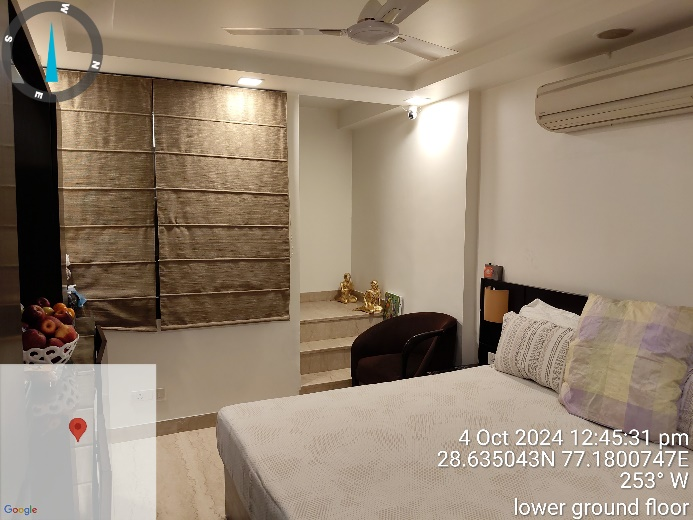 W
S
N
E
4 Oct 2024 12:45:31 pm
28.635043N 77.1800747E
253° W
lower ground floor
Google